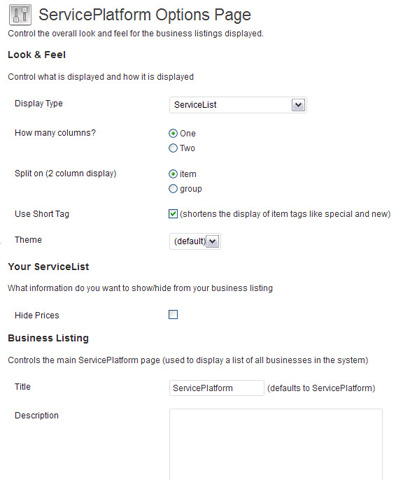 ServicePlatform Options Page
Control the overall look and feel for the business listings displayed.
Look & Feel
Control what is displayed and how it is displayed
Display Type
ServiceList
How many columns?
One
Two
Split on (2 column display)
item
group
Use Short Tag
(shortens the display of item tags like special and new)
Theme
(default)
Your ServiceList
What information do you want to show/hide from your business listing
Hide Prices
Business Listing
Controls the main ServicePlatform page (used to display a list of all businesses in the system)
Title
ServicePlatform
(defaults to ServicePlatform)
Description